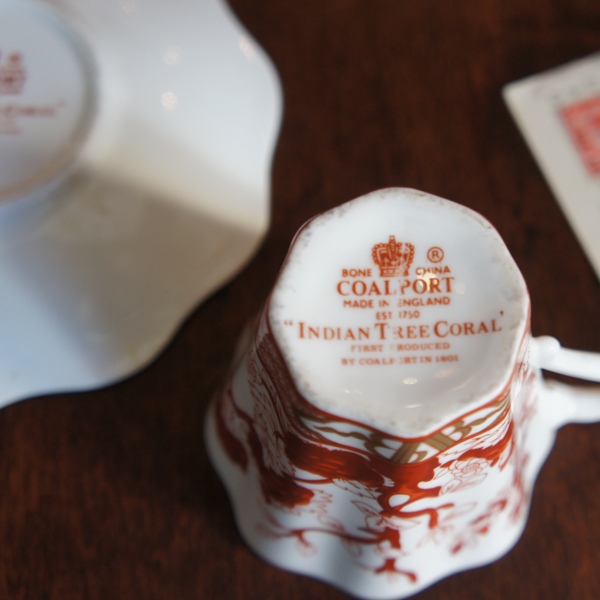 BONE CHINA ®
COALPORT
MADE IN ENGLAND
EST. 1750
"INDIAN TREE CORAL"
FIRST PRODUCED
BY COALPORT IN 1801